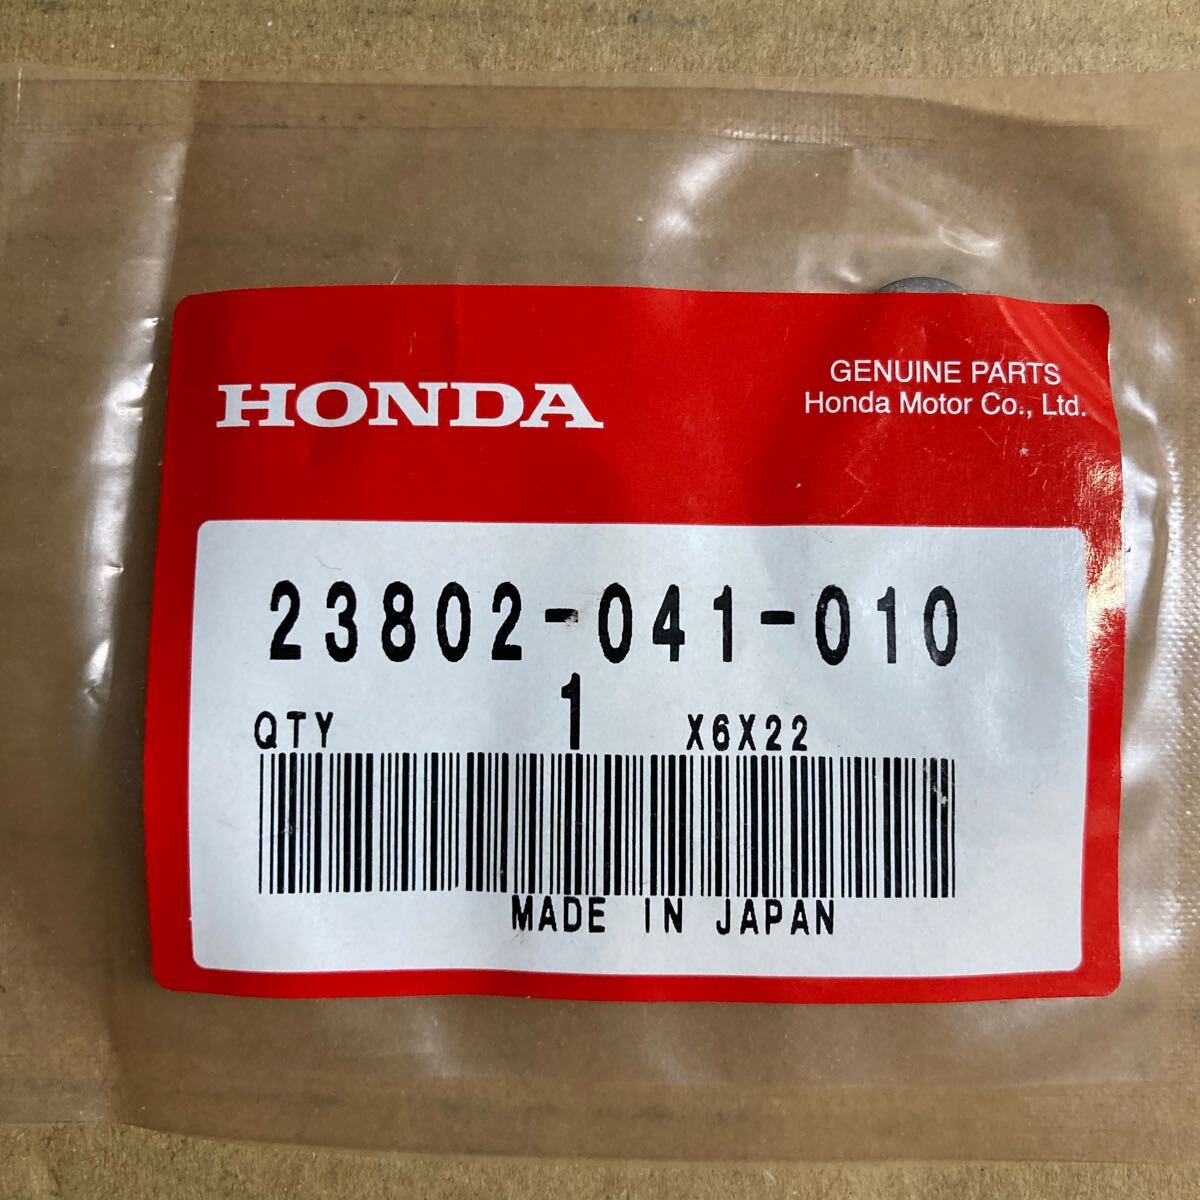 HONDA
GENUINE PARTS
Honda Motor Co., Ltd.
23802-041-010
QTY 1 X6X22
MADE IN JAPAN